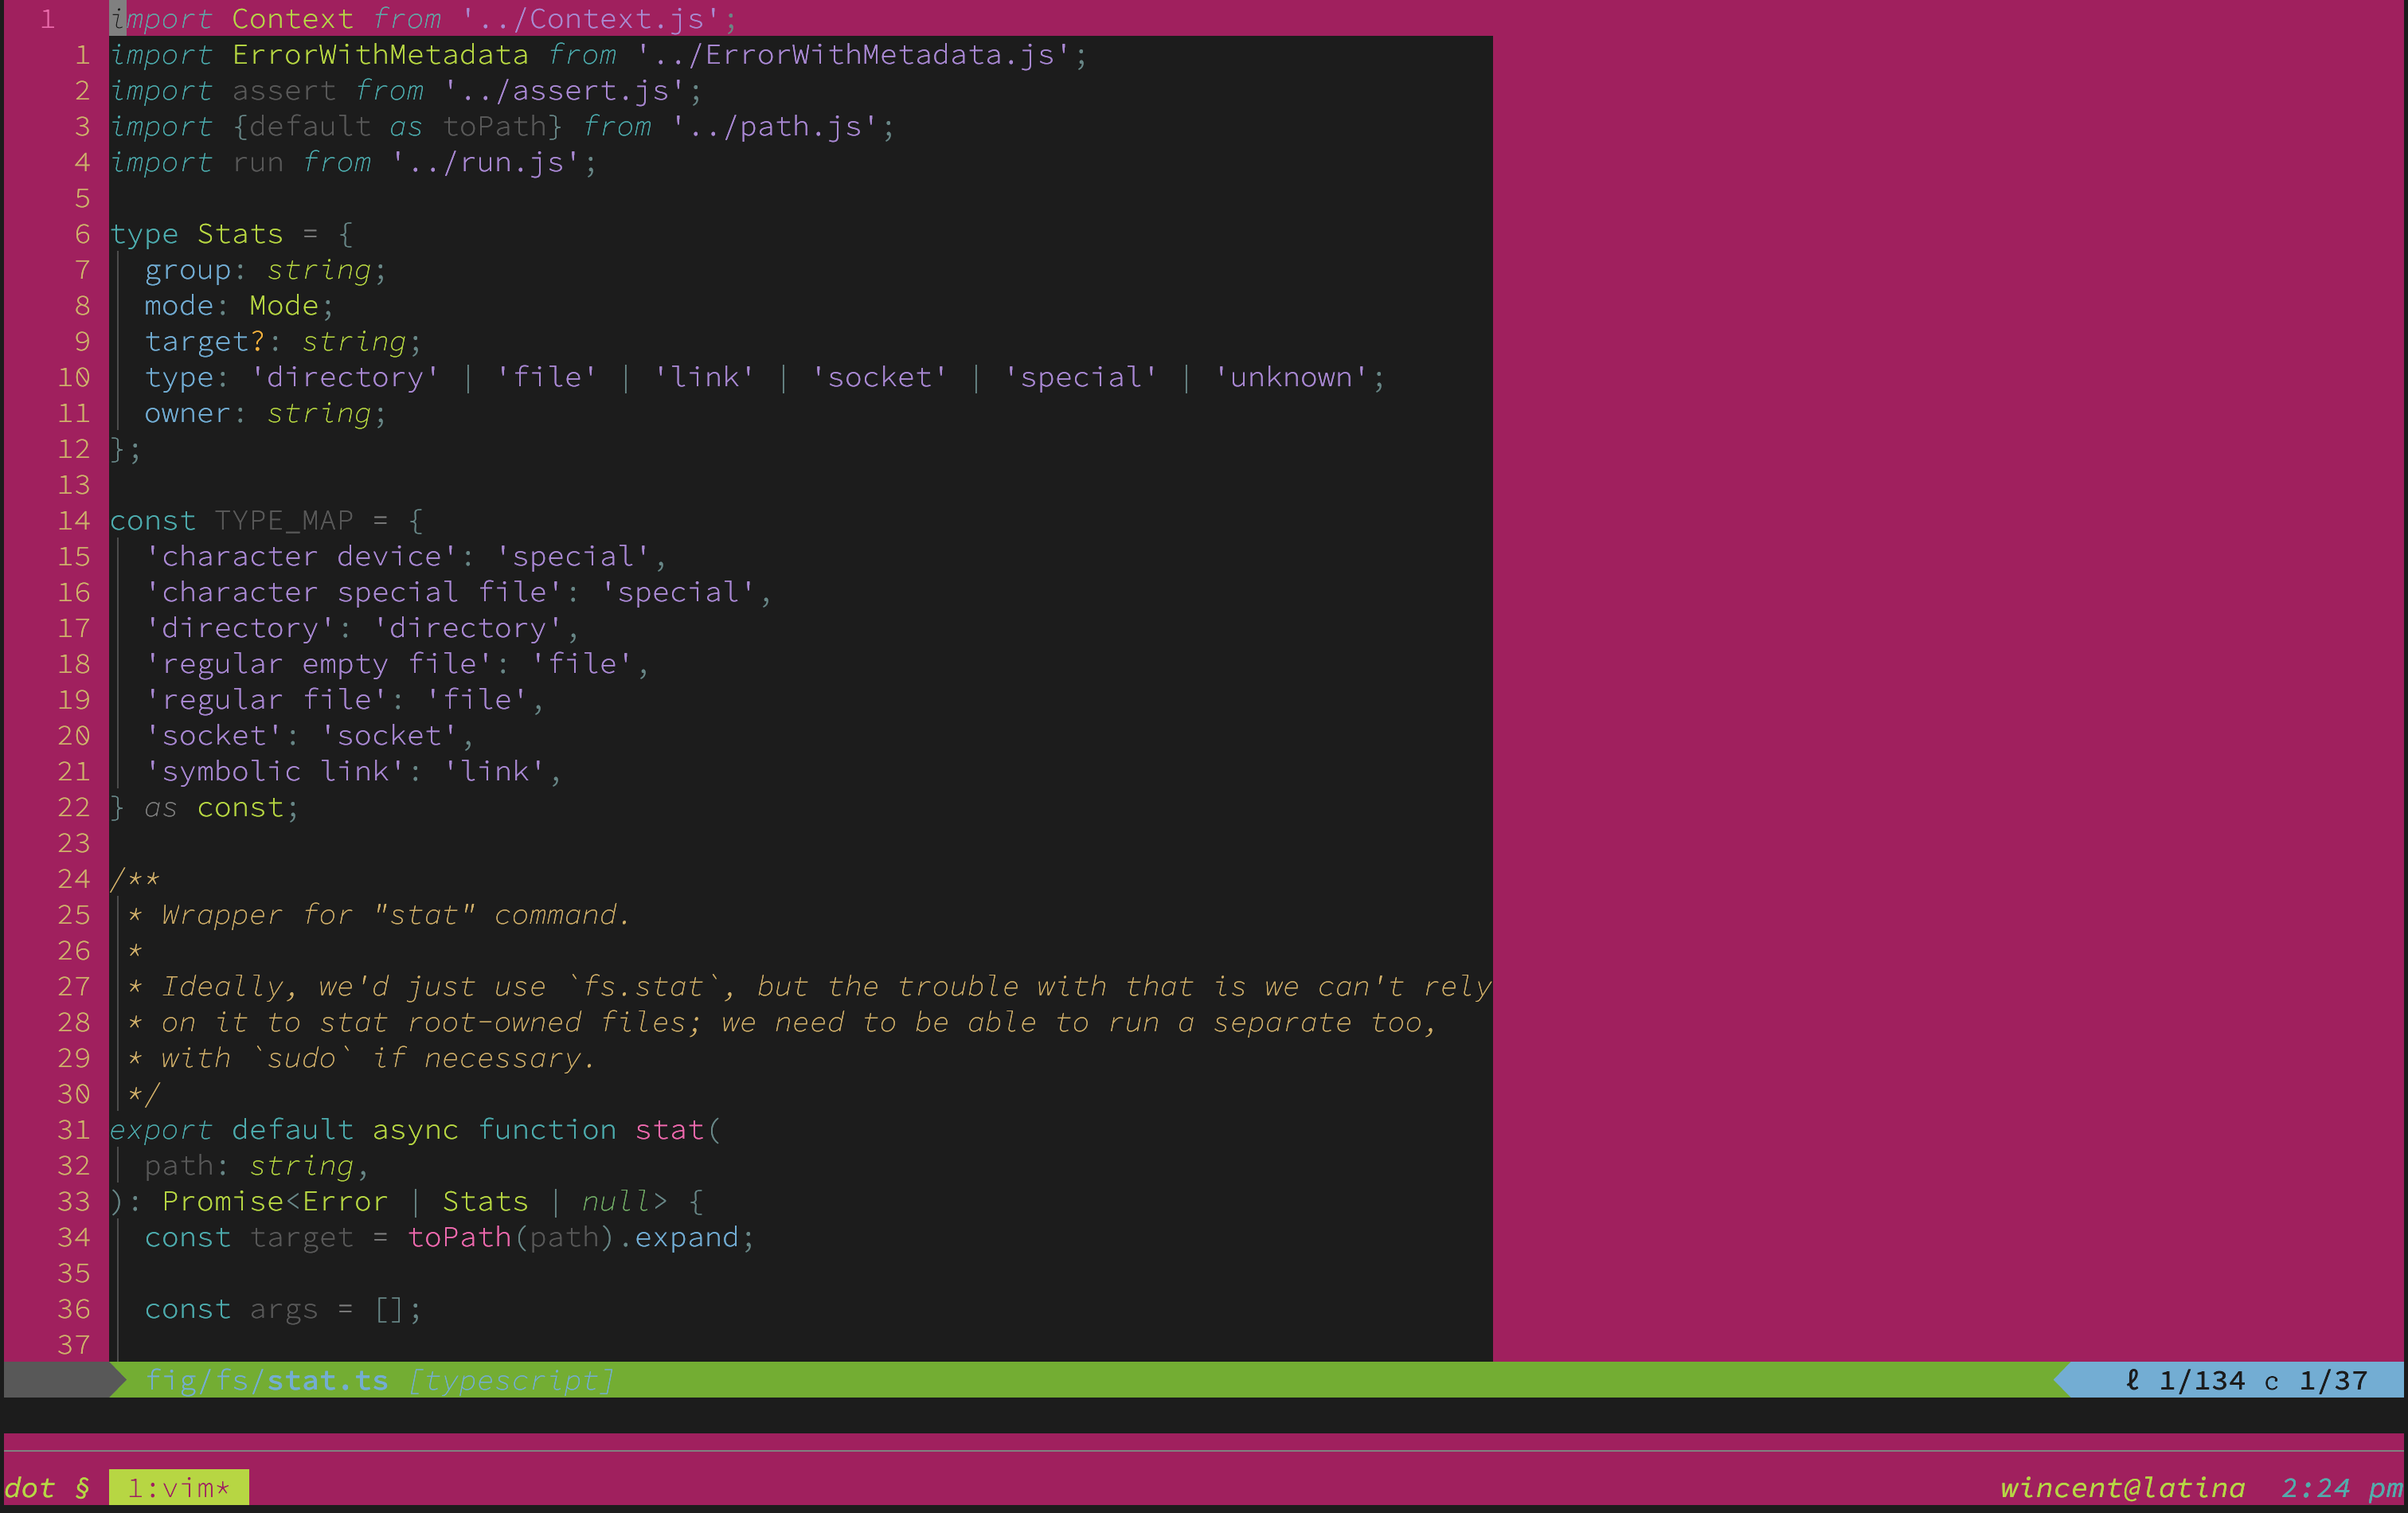 1 import Context from '../Context.js';
1 import ErrorWithMetadata from '../ErrorWithMetadata.js';
2 import assert from '../assert.js';
3 import {default as toPath} from '../path.js';
4 import run from '../run.js';
5
6 type Stats = {
7 group: string;
8 mode: Mode;
9 target?: string;
10 type: 'directory' | 'file' | 'link' | 'socket' | 'special' | 'unknown';
11 owner: string;
12 };
13
14 const TYPE_MAP = {
15 'character device': 'special',
16 'character special file': 'special',
17 'directory': 'directory',
18 'regular empty file': 'file',
19 'regular file': 'file',
20 'socket': 'socket',
21 'symbolic link': 'link',
22 } as const;
23
24 /**
25 * Wrapper for "stat" command.
26 *
27 * Ideally, we'd just use `fs.stat`, but the trouble with that is we can't rely
28 * on it to stat root-owned files; we need to be able to run a separate too,
29 * with `sudo` if necessary.
30 */
31 export default async function stat(
32 path: string,
33 ): Promise<Error | Stats | null> {
34 const target = toPath(path).expand;
35
36 const args = [];
37
fig/fs/stat.ts [typescript] ℓ 1/134 c 1/37
dot § 1:vim* wincent@latina 2:24 pm